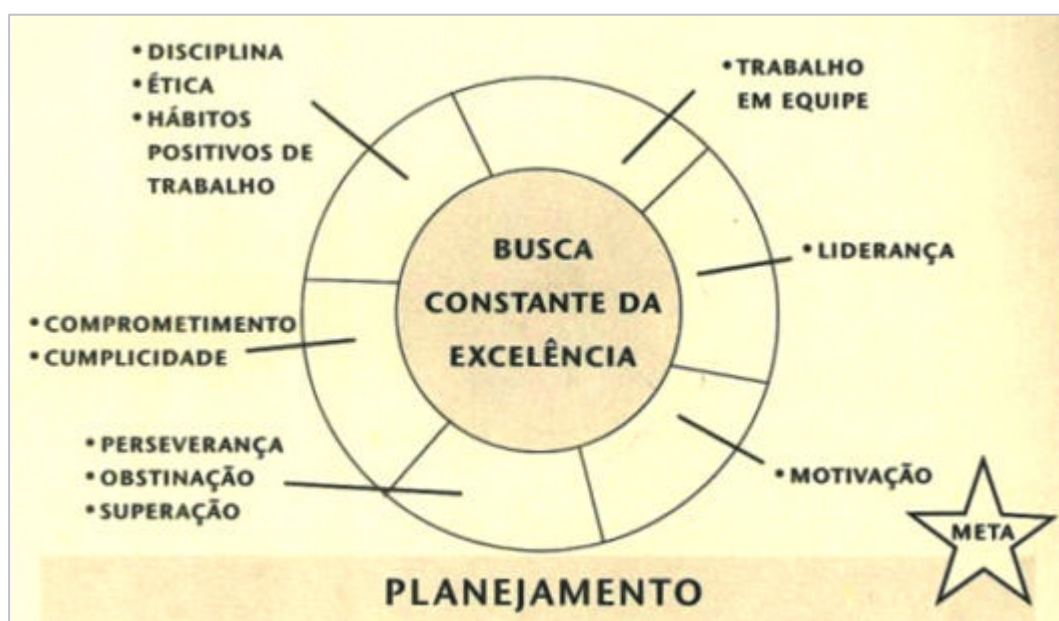 • DISCIPLINA
• ÉTICA
• HÁBITOS
POSITIVOS DE
TRABALHO
• TRABALHO
EM EQUIPE
BUSCA
CONSTANTE DA
EXCELÊNCIA
• LIDERANÇA
• COMPROMETIMENTO
• CUMPLICIDADE
• PERSEVERANÇA
• OBSTINAÇÃO
• SUPERAÇÃO
• MOTIVAÇÃO
META
PLANEJAMENTO